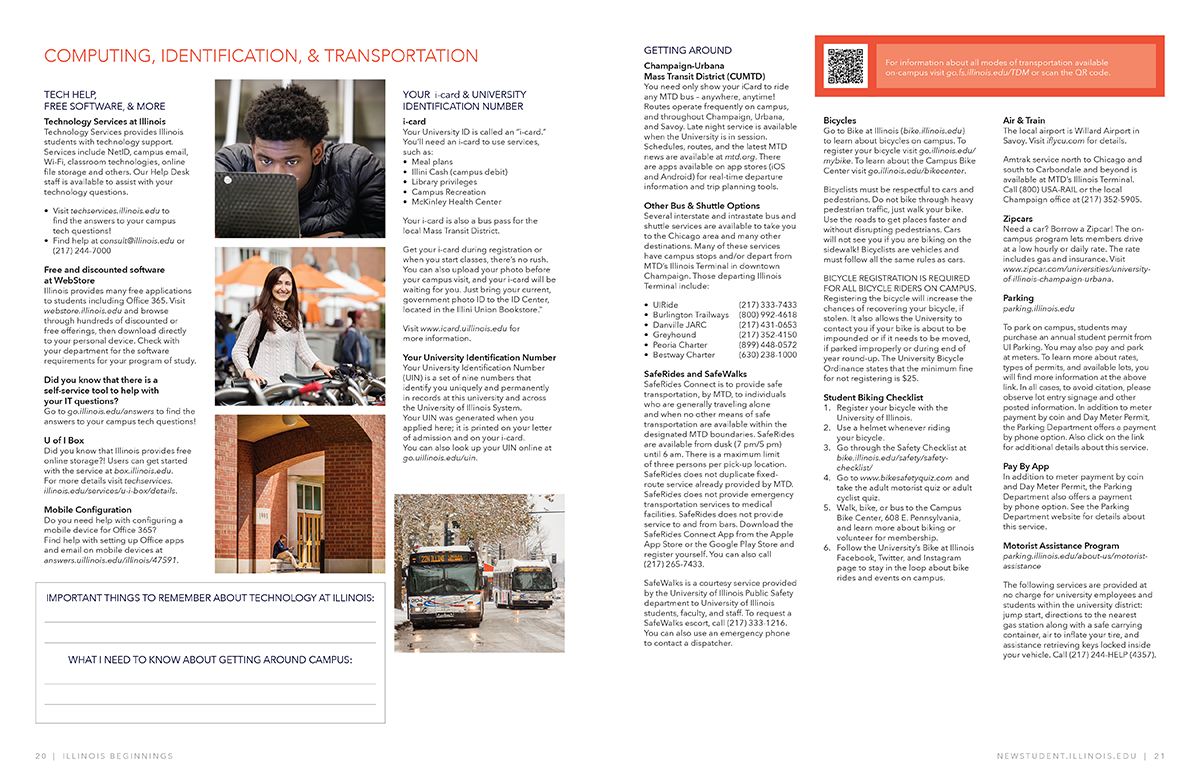 COMPUTING, IDENTIFICATION, & TRANSPORTATION
TECH HELP,
FREE SOFTWARE, & MORE
Technology Services at Illinois
Technology Services provides Illinois
students with technology support.
Services include NetID, campus email,
Wi-Fi, classroom technologies, online
file storage and others. Our Help Desk
staff is available to assist with your
technology questions.
• Visit techservices.illinois.edu to
find the answers to your campus
tech questions!
• Find help at consult@illinois.edu or
(217) 244-7000
Free and discounted software
at WebStore
Illinois provides many free applications
to students including Office 365. Visit
webstore.illinois.edu and browse
through hundreds of discounted or
free offerings, then download directly
to your personal device. Check with
your department for the software
requirements for your program of study.
Did you know that there is a
self-service tool to help with
your IT questions?
Go to go.illinois.edu/answers to find the
answers to your campus tech questions!
U of I Box
Did you know that Illinois provides free
online storage?! Users can get started
with the service at box.illinois.edu.
For more details visit techservices.
illinois.edu/services/u-i-box/details.
Mobile Configuration
Do you need help with configuring a
mobile device for Office 365?
Find help with setting up Office apps
and email on mobile devices at
answers.uillinois.edu/illinois/47591.
YOUR i-card & UNIVERSITY
IDENTIFICATION NUMBER
i-card
Your University ID is called an “i-card.”
You'll need an i-card to use services,
such as:
• Meal plans
• Illini Cash (campus debit)
• Library privileges
• Campus Recreation
• McKinley Health Center
Your i-card is also a bus pass for the
local Mass Transit District.
Get your i-card during registration or
when you start classes, there's no rush.
You can also upload your photo before
your campus visit, and your i-card will be
waiting for you. Just bring your current,
government photo ID to the ID Center,
located in the Illini Union Bookstore.”
Visit www.icard.uillinois.edu for
more information.
Your University Identification Number
Your University Identification Number
(UIN) is a set of nine numbers that
identify you uniquely and permanently
in records at this university and across
the University of Illinois System.
Your UIN was generated when you
applied here; it is printed on your letter
of admission and on your i-card.
You can also look up your UIN online at
go.uillinois.edu/uin.
IMPORTANT THINGS TO REMEMBER ABOUT TECHNOLOGY AT ILLINOIS:
WHAT I NEED TO KNOW ABOUT GETTING AROUND CAMPUS:
20 | ILLINOIS BEGINNINGS
GETTING AROUND
Champaign-Urbana
Mass Transit District (CUMTD)
You need only show your iCard to ride
any MTD bus – anywhere, anytime!
Routes operate frequently on campus,
and throughout Champaign, Urbana,
and Savoy. Late night service is available
when the University is in session.
Schedules, routes, and the latest MTD
news are available at mtd.org. There
are apps available on app stores (iOS
and Android) for real-time departure
information and trip planning tools.
Other Bus & Shuttle Options
Several interstate and intrastate bus and
shuttle services are available to take you
to the Chicago area and many other
destinations. Many of these services
have campus stops and/or depart from
MTD's Illinois Terminal in downtown
Champaign. Those departing Illinois
Terminal include:
• UIRide (217) 333-7433
• Burlington Trailways (800) 992-4618
• Danville JARC (217) 431-0653
• Greyhound (217) 352-4150
• Peoria Charter (899) 448-0572
• Bestway Charter (630) 238-1000
SafeRides and SafeWalks
SafeRides Connect is to provide safe
transportation, by MTD, to individuals
who are generally traveling alone
and when no other means of safe
transportation are available within the
designated MTD boundaries. SafeRides
are available from dusk (7 pm/5 pm)
until 6 am. There is a maximum limit
of three persons per pick-up location.
SafeRides does not duplicate fixed-
route service already provided by MTD.
SafeRides does not provide emergency
transportation services to medical
facilities. SafeRides does not provide
service to and from bars. Download the
SafeRides Connect App from the Apple
App Store or the Google Play Store and
register yourself. You can also call
(217) 265-7433.
SafeWalks is a courtesy service provided
by the University of Illinois Public Safety
department to University of Illinois
students, faculty, and staff. To request a
SafeWalks escort, call (217) 333-1216.
You can also use an emergency phone
to contact a dispatcher.
For information about all modes of transportation available
on-campus visit go.fs.illinois.edu/TDM or scan the QR code.
Bicycles
Go to Bike at Illinois (bike.illinois.edu)
to learn about bicycles on campus. To
register your bicycle visit go.illinois.edu/
mybike. To learn about the Campus Bike
Center visit go.illinois.edu/bikecenter.
Bicyclists must be respectful to cars and
pedestrians. Do not bike through heavy
pedestrian traffic, just walk your bike.
Use the roads to get places faster and
without disrupting pedestrians. Cars
will not see you if you are biking on the
sidewalk! Bicyclists are vehicles and
must follow all the same rules as cars.
BICYCLE REGISTRATION IS REQUIRED
FOR ALL BICYCLE RIDERS ON CAMPUS.
Registering the bicycle will increase the
chances of recovering your bicycle, if
stolen. It also allows the University to
contact you if your bike is about to be
impounded or if it needs to be moved,
if parked improperly or during end of
year round-up. The University Bicycle
Ordinance states that the minimum fine
for not registering is $25.
Student Biking Checklist
1. Register your bicycle with the
University of Illinois.
2. Use a helmet whenever riding
your bicycle.
3. Go through the Safety Checklist at
bike.illinois.edu/safety/safety-
checklist/
4. Go to www.bikesafetyquiz.com and
take the adult motorist quiz or adult
cyclist quiz.
5. Walk, bike, or bus to the Campus
Bike Center, 608 E. Pennsylvania,
and learn more about biking or
volunteer for membership.
6. Follow the University's Bike at Illinois
Facebook, Twitter, and Instagram
page to stay in the loop about bike
rides and events on campus.
Air & Train
The local airport is Willard Airport in
Savoy. Visit iflycu.com for details.
Amtrak service north to Chicago and
south to Carbondale and beyond is
available at MTD's Illinois Terminal.
Call (800) USA-RAIL or the local
Champaign office at (217) 352-5905.
Zipcars
Need a car? Borrow a Zipcar! The on-
campus program lets members drive
at a low hourly or daily rate. The rate
includes gas and insurance. Visit
www.zipcar.com/universities/university-
of-illinois-champaign-urbana.
Parking
parking.illinois.edu
To park on campus, students may
purchase an annual student permit from
UI Parking. You may also pay and park
at meters. To learn more about rates,
types of permits, and available lots, you
will find more information at the above
link. In all cases, to avoid citation, please
observe lot entry signage and other
posted information. In addition to meter
payment by coin and Day Meter Permit,
the Parking Department offers a payment
by phone option. Also click on the link
for additional details about this service.
Pay By App
In addition to meter payment by coin
and Day Meter Permit, the Parking
Department also offers a payment
by phone option. See the Parking
Department website for details about
this service.
Motorist Assistance Program
parking.illinois.edu/about-us/motorist-
assistance
The following services are provided at
no charge for university employees and
students within the university district:
jump start, directions to the nearest
gas station along with a safe carrying
container, air to inflate your tire, and
assistance retrieving keys locked inside
your vehicle. Call (217) 244-HELP (4357).
NEWSTUDENT.ILLINOIS.EDU | 21